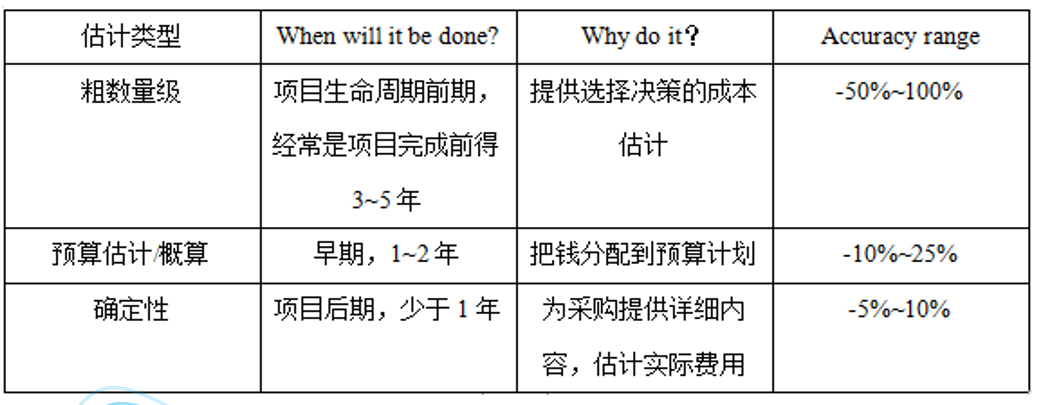 估计类型 When will it be done? Why do it？ Accuracy range
粗数量级 项目生命周期前期， 提供选择决策的成本 -50%~100%
经常是项目完成前得 估计
3~5 年
预算估计/概算 早期，1~2 年 把钱分配到预算计划 -10%~25%
确定性 项目后期，少于 1 年 为采购提供详细内 -5%~10%
容，估计实际费用